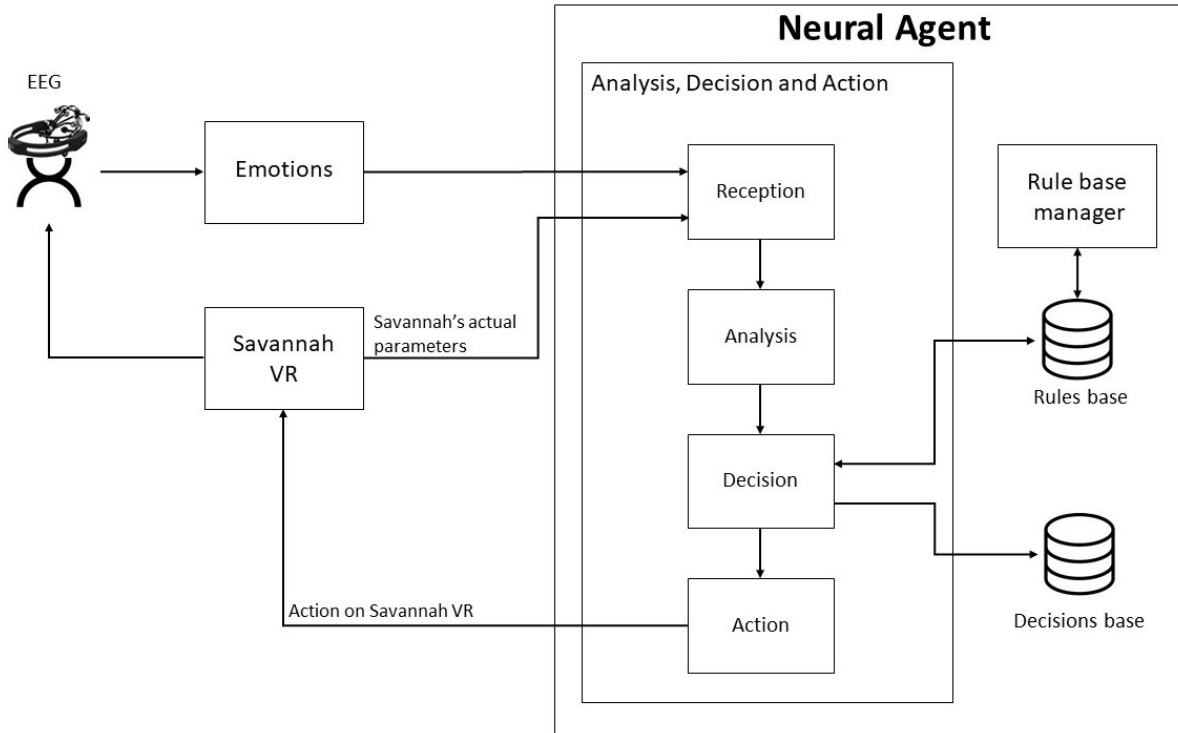 Neural Agent
Analysis, Decision and Action
EEG
Emotions
Reception
Rule base
manager
Savannah's actual
parameters
Savannah
VR
Analysis
Rules base
Decision
Action on Savannah VR
Action
Decisions base